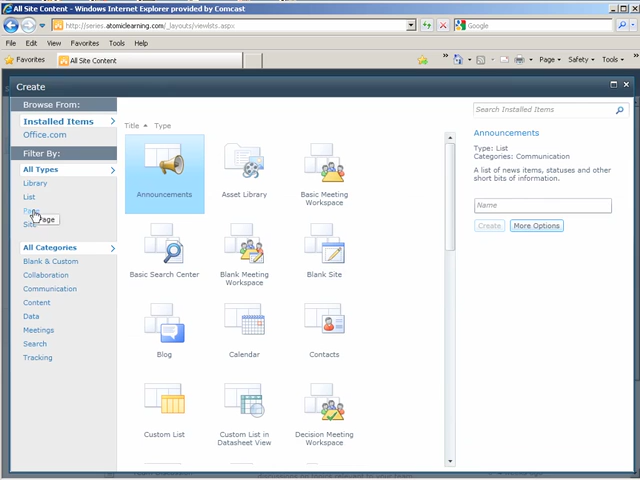 All Site Content - Windows Internet Explorer provided by Comcast
http://series.atomiclearning.com/_layouts/viewlsts.aspx
Google
File Edit View Favorites Tools Help
Favorites All Site Content Page Safety Tools
Create
Browse From:
Installed Items
Office.com
Filter By:
All Types
Library
List
Page
Site
All Categories
Blank & Custom
Collaboration
Communication
Content
Data
Meetings
Search
Tracking
Title Type
Announcements
Asset Library
Basic Meeting
Workspace
Basic Search Center
Blank Meeting
Workspace
Blank Site
Blog
Calendar
Contacts
Custom List
Custom List in
Datasheet View
Decision Meeting
Workspace
Search Installed Items
Announcements
Type: List
Categories: Communication
A list of news items, statuses and other
short bits of information.
Name
Create More Options